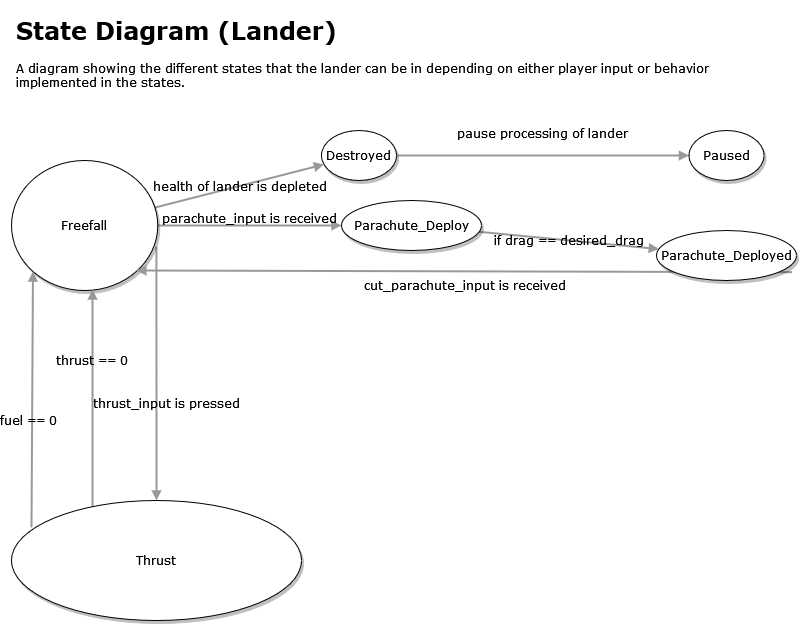 State Diagram (Lander)
A diagram showing the different states that the lander can be in depending on either player input or behavior
implemented in the states.
pause processing of lander
Destroyed
Paused
health of lander is depleted
parachute_input is received
Freefall
Parachute_Deploy
if drag == desired_drag
Parachute_Deployed
cut_parachute_input is received
thrust == 0
thrust_input is pressed
fuel == 0
Thrust